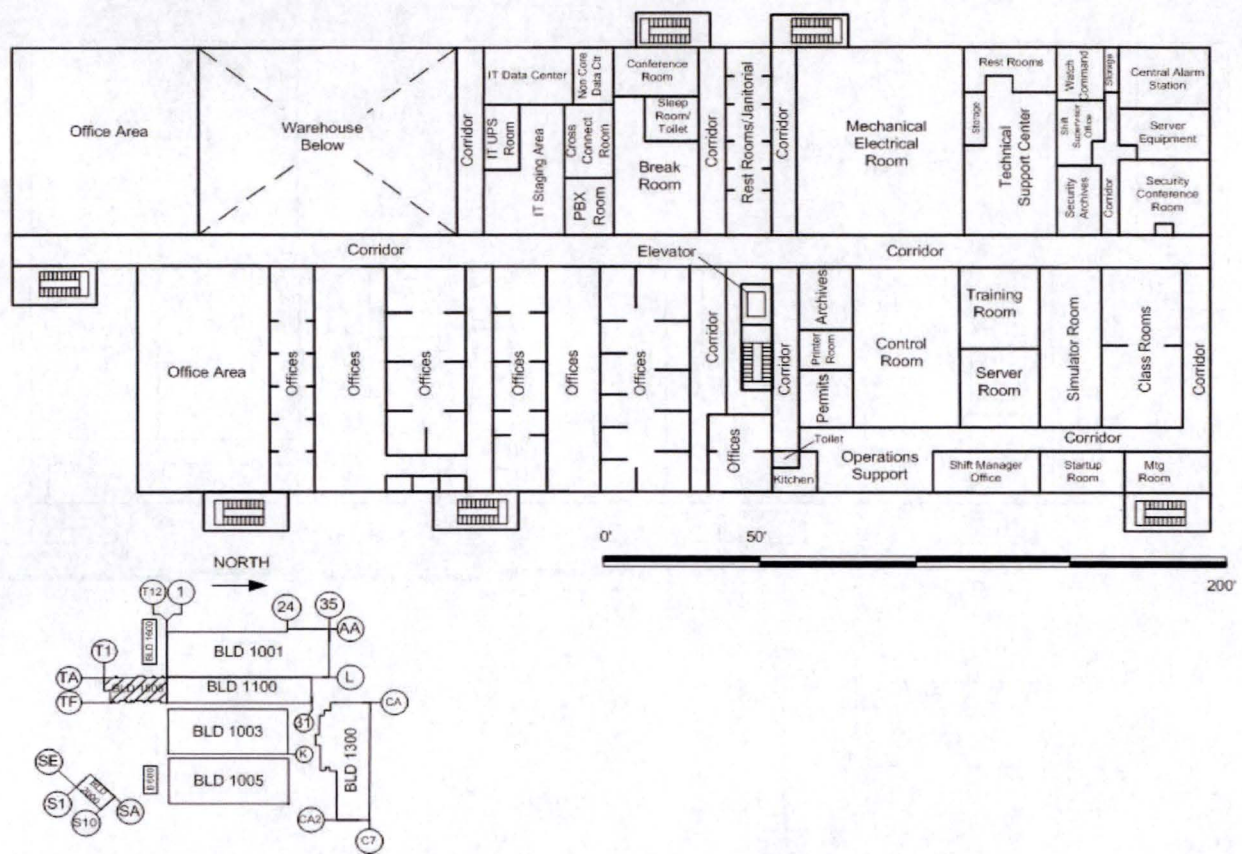 Office Area
Warehouse
Below
Corridor
IT Data Center
Non Core
Data Ctr
IT UPS
Room
IT Staging Area
Cross
Connect
Room
PBX
Room
Conference
Room
Sleep
Room/
Toilet
Break
Room
Corridor
Rest Rooms/Janitorial
Corridor
Mechanical
Electrical
Room
Rest Rooms
Storage
Technical
Support Center
Watch
Command
Storage
Shift
Supervisor
Office
Security
Archives
Corridor
Central Alarm
Station
Server
Equipment
Security
Conference
Room
Corridor
Elevator
Corridor
Office Area
Offices
Offices
Offices
Offices
Offices
Offices
Corridor
Offices
Corridor
Archives
Printer
Room
Permits
Control
Room
Training
Room
Server
Room
Simulator Room
Class Rooms
Corridor
Corridor
Toilet
Kitchen
Operations
Support
Shift Manager
Office
Startup
Room
Mtg
Room
0'
50'
200'
NORTH
T12
1
24
35
AA
BLD 1600
BLD 1001
T1
TA
L
BLD 1100
TF
CA
31
BLD 1003
K
BLD 1300
SE
BLD 1005
S1
SA
S10
CA2
C7